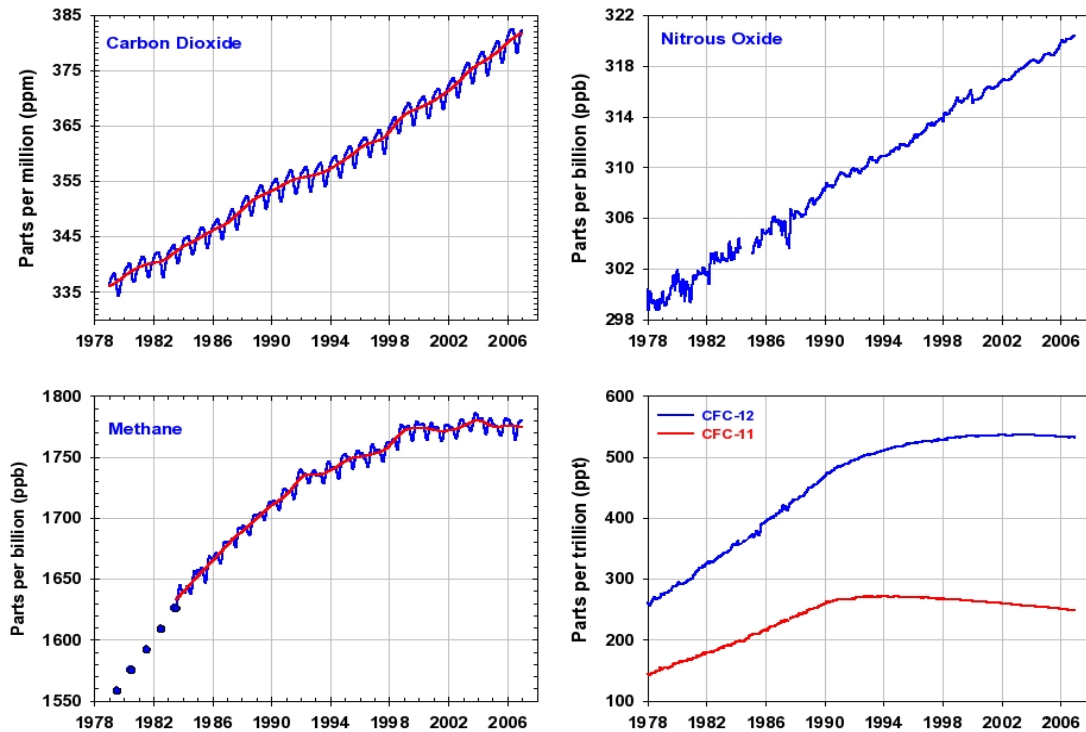 Carbon Dioxide
Parts per million (ppm)
385
375
365
355
345
335
1978 1982 1986 1990 1994 1998 2002 2006
Nitrous Oxide
Parts per billion (ppb)
322
318
314
310
306
302
298
1978 1982 1986 1990 1994 1998 2002 2006
Methane
Parts per billion (ppb)
1800
1750
1700
1650
1600
1550
1978 1982 1986 1990 1994 1998 2002 2006
CFC-12
CFC-11
Parts per trillion (ppt)
600
500
400
300
200
100
1978 1982 1986 1990 1994 1998 2002 2006